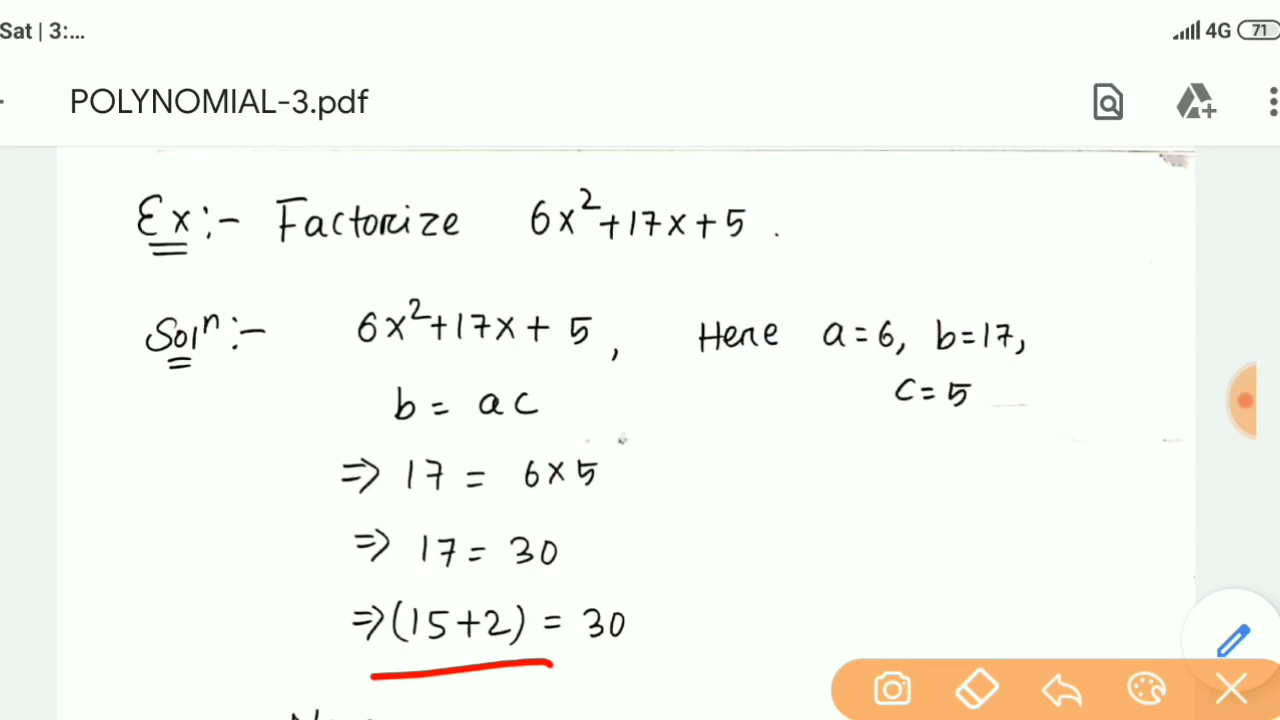 Sat | 3:...
4G 71
POLYNOMIAL-3.pdf
Ex:- Factorize 6x²+17x+5 .
Solⁿ:- 6x²+17x+5 , Here a=6, b=17,
c=5
b = ac
=> 17 = 6×5
=> 17 = 30
=> (15+2) = 30